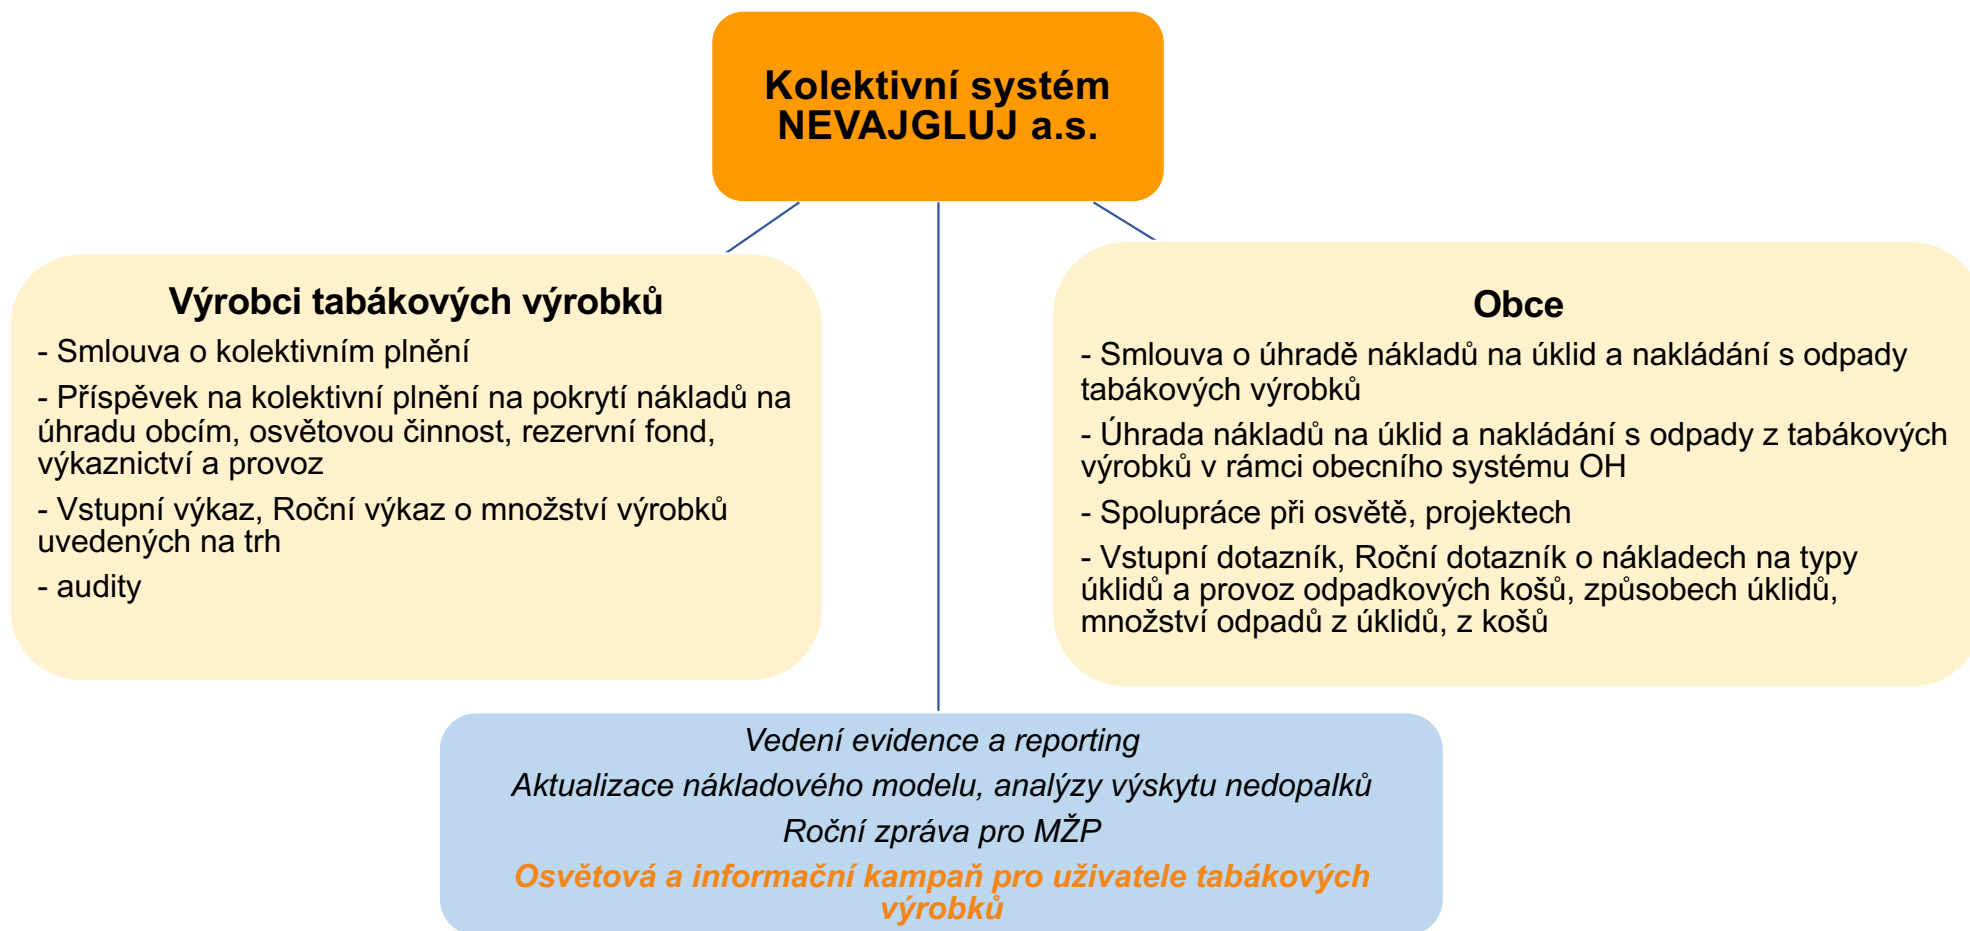 Kolektivní systém
NEVAJGLUJ a.s.
Výrobci tabákových výrobků
- Smlouva o kolektivním plnění
- Příspěvek na kolektivní plnění na pokrytí nákladů na
úhradu obcím, osvětovou činnost, rezervní fond,
výkaznictví a provoz
- Vstupní výkaz, Roční výkaz o množství výrobků
uvedených na trh
- audity
Obce
- Smlouva o úhradě nákladů na úklid a nakládání s odpady
tabákových výrobků
- Úhrada nákladů na úklid a nakládání s odpady z tabákových
výrobků v rámci obecního systému OH
- Spolupráce při osvětě, projektech
- Vstupní dotazník, Roční dotazník o nákladech na typy
úklidů a provoz odpadkových košů, způsobech úklidů,
množství odpadů z úklidů, z košů
Vedení evidence a reporting
Aktualizace nákladového modelu, analýzy výskytu nedopalků
Roční zpráva pro MŽP
Osvětová a informační kampaň pro uživatele tabákových
výrobků